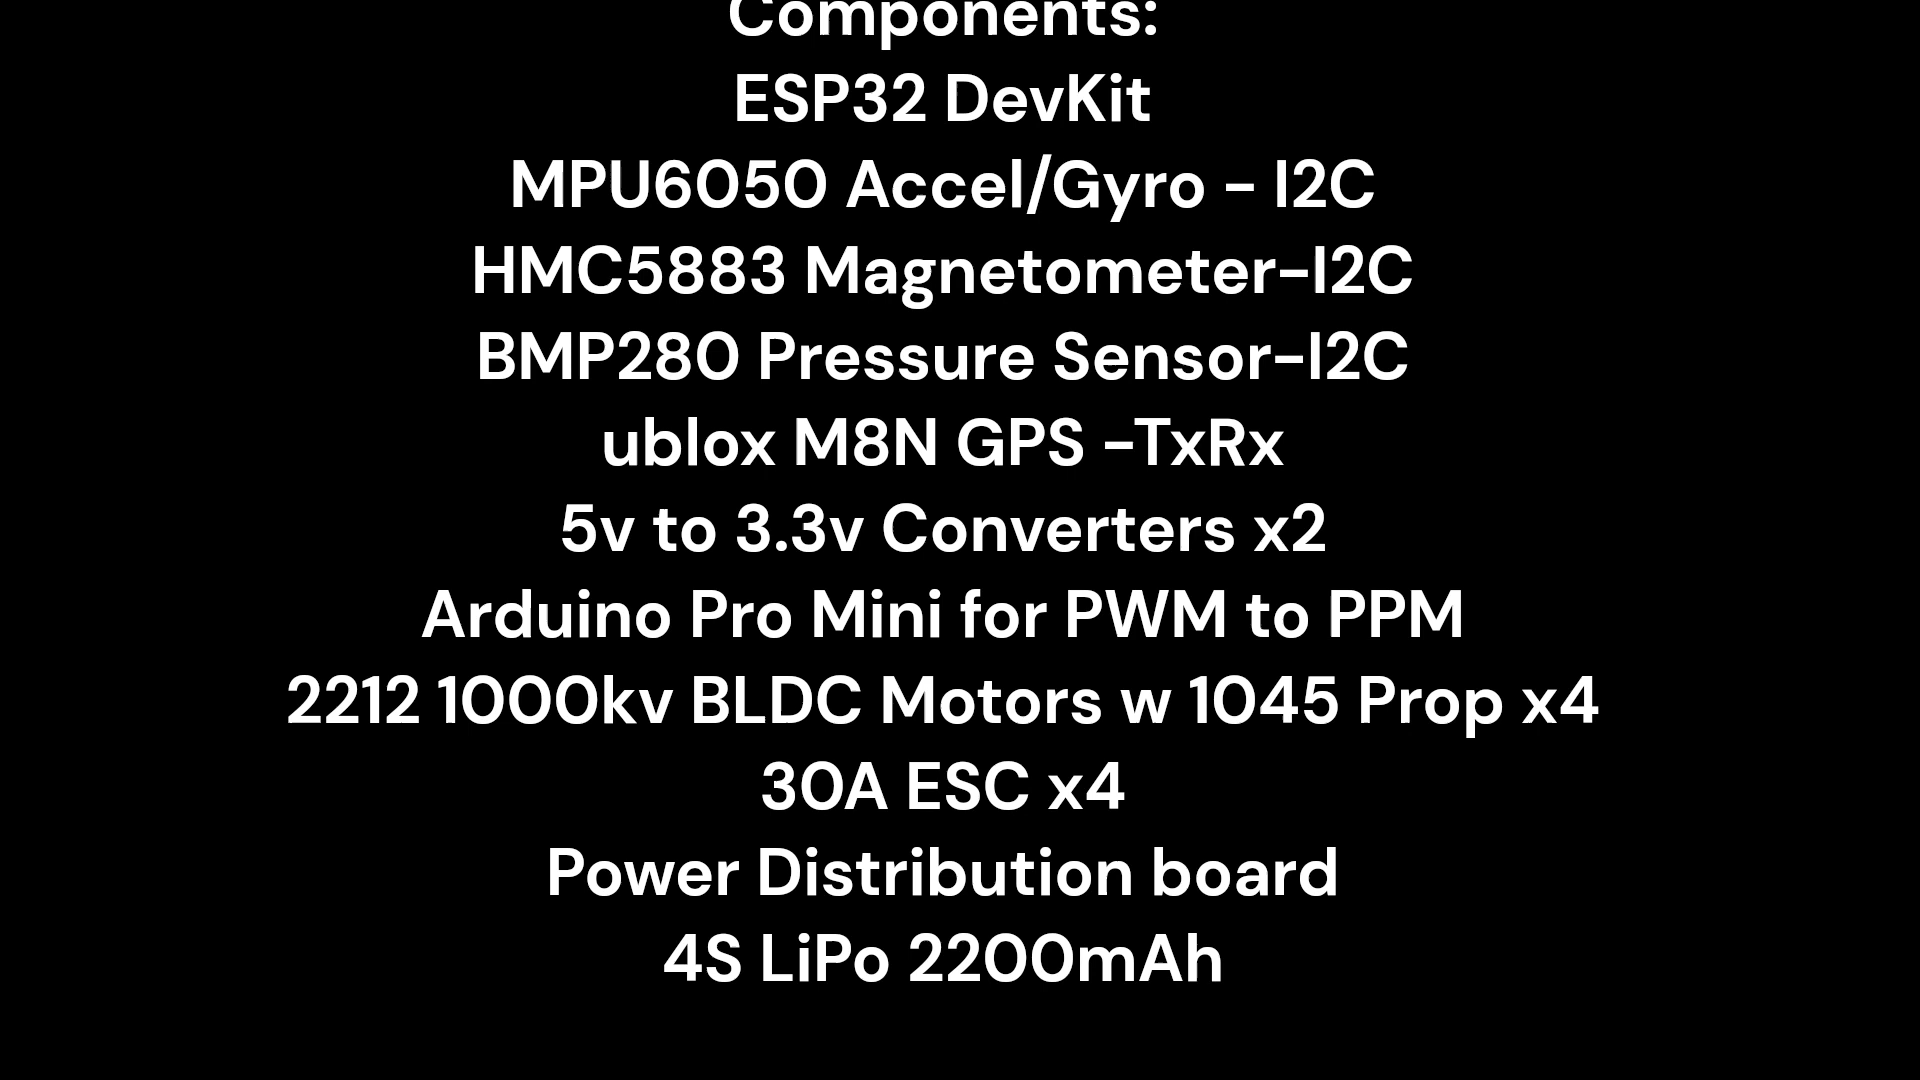 Components:
ESP32 DevKit
MPU6050 Accel/Gyro - I2C
HMC5883 Magnetometer-I2C
BMP280 Pressure Sensor-I2C
ublox M8N GPS -TxRx
5v to 3.3v Converters x2
Arduino Pro Mini for PWM to PPM
2212 1000kv BLDC Motors w 1045 Prop x4
30A ESC x4
Power Distribution board
4S LiPo 2200mAh